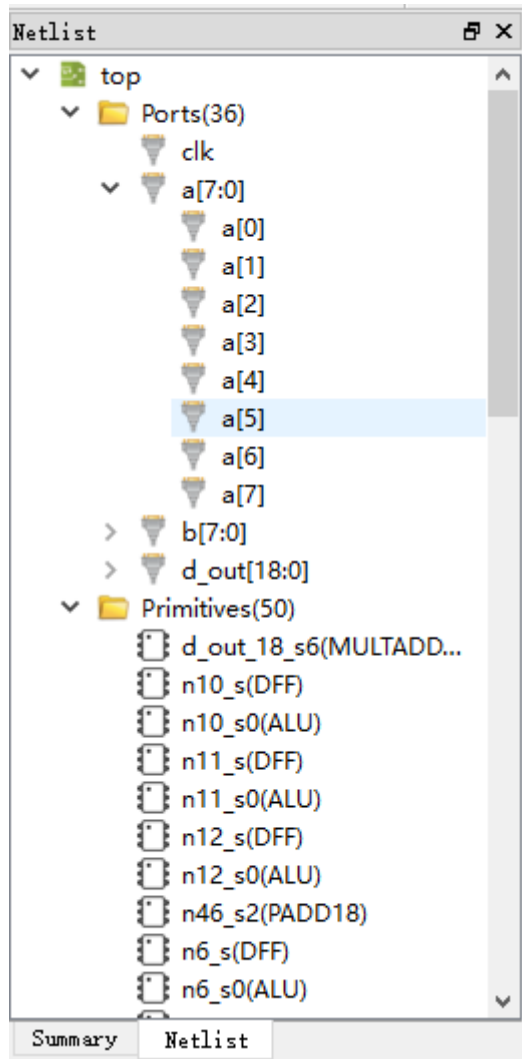 Netlist
top
Ports(36)
clk
a[7:0]
a[0]
a[1]
a[2]
a[3]
a[4]
a[5]
a[6]
a[7]
b[7:0]
d_out[18:0]
Primitives(50)
d_out_18_s6(MULTADD...
n10_s(DFF)
n10_s0(ALU)
n11_s(DFF)
n11_s0(ALU)
n12_s(DFF)
n12_s0(ALU)
n46_s2(PADD18)
n6_s(DFF)
n6_s0(ALU)
Summary Netlist